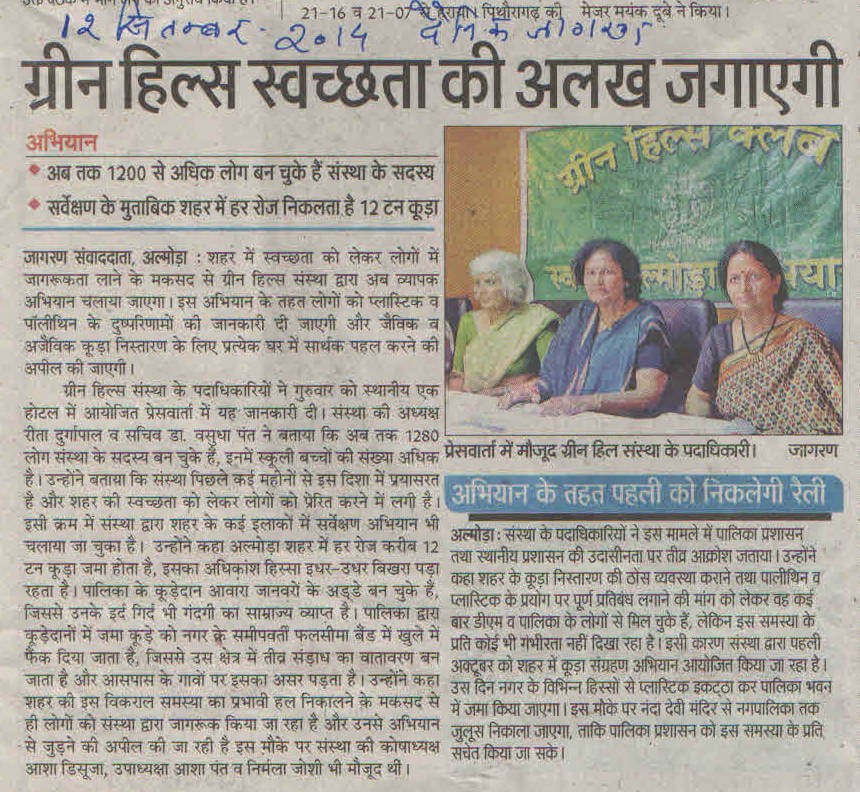 21-16 व 21-07 से हराया। पिथौरागढ़ की मेजर मयंक दूबे ने किया।
12 सितम्बर - 2014 दैनिक जागरण
ग्रीन हिल्स स्वच्छता की अलख जगाएगी
अभियान
अब तक 1200 से अधिक लोग बन चुके हैं संस्था के सदस्य
सर्वेक्षण के मुताबिक शहर में हर रोज निकलता है 12 टन कूड़ा
जागरण संवाददाता, अल्मोड़ा : शहर में स्वच्छता को लेकर लोगों में
जागरूकता लाने के मकसद से ग्रीन हिल्स संस्था द्वारा अब व्यापक
अभियान चलाया जाएगा। इस अभियान के तहत लोगों को प्लास्टिक व
पॉलीथिन के दुष्परिणामों की जानकारी दी जाएगी और जैविक व
अजैविक कूड़ा निस्तारण के लिए प्रत्येक घर में सार्थक पहल करने की
अपील की जाएगी।
ग्रीन हिल्स संस्था के पदाधिकारियों ने गुरुवार को स्थानीय एक
होटल में आयोजित प्रेसवार्ता में यह जानकारी दी। संस्था की अध्यक्ष
रीता दुर्गापाल व सचिव डा. वसुधा पंत ने बताया कि अब तक 1280
लोग संस्था के सदस्य बन चुके हैं, इनमें स्कूली बच्चों की संख्या अधिक
है। उन्होंने बताया कि संस्था पिछले कई महीनों से इस दिशा में प्रयासरत
है और शहर की स्वच्छता को लेकर लोगों को प्रेरित करने में लगी है।
इसी क्रम में संस्था द्वारा शहर के कई इलाकों में सर्वेक्षण अभियान भी
चलाया जा चुका है। उन्होंने कहा अल्मोड़ा शहर में हर रोज करीब 12
टन कूड़ा जमा होता है, इसका अधिकांश हिस्सा इधर-उधर बिखरा पड़ा
रहता है। पालिका के कूड़ेदान आवारा जानवरों के अड्डे बन चुके हैं,
जिससे उनके इर्द गिर्द भी गंदगी का साम्राज्य व्याप्त है। पालिका द्वारा
कूड़ेदानों में जमा कूड़े को नगर के समीपवर्ती फलसीमा बैंड में खुले में
फेंक दिया जाता है, जिससे उस क्षेत्र में तीव्र संड़ाध का वातावरण बन
जाता है और आसपास के गावों पर इसका असर पड़ता है। उन्होंने कहा
शहर की इस विकराल समस्या का प्रभावी हल निकालने के मकसद से
ही लोगों को संस्था द्वारा जागरूक किया जा रहा है और उनसे अभियान
से जुड़ने की अपील की जा रही है इस मौके पर संस्था की कोषाध्यक्ष
आशा डिसूजा, उपाध्यक्षा आशा पंत व निर्मला जोशी भी मौजूद थी।
ग्रीन हिल्स क्लब
अल्मोड़ा
प्रेसवार्ता में मौजूद ग्रीन हिल संस्था के पदाधिकारी। जागरण
अभियान के तहत पहली को निकलेगी रैली
अल्मोड़ा : संस्था के पदाधिकारियों ने इस मामले में पालिका प्रशासन
तथा स्थानीय प्रशासन की उदासीनता पर तीव्र आक्रोश जताया। उन्होंने
कहा शहर के कूड़ा निस्तारण की ठोस व्यवस्था कराने तथा पालीथिन व
प्लास्टिक के प्रयोग पर पूर्ण प्रतिबंध लगाने की मांग को लेकर वह कई
बार डीएम व पालिका के लोगों से मिल चुके हैं, लेकिन इस समस्या के
प्रति कोई भी गंभीरता नहीं दिखा रहा है। इसी कारण संस्था द्वारा पहली
अक्टूबर को शहर में कूड़ा संग्रहण अभियान आयोजित किया जा रहा है।
उस दिन नगर के विभिन्न हिस्सों से प्लास्टिक इकट्ठा कर पालिका भवन
में जमा किया जाएगा। इस मौके पर नंदा देवी मंदिर से नगपालिका तक
जुलूस निकाला जाएगा, ताकि पालिका प्रशासन को इस समस्या के प्रति
सचेत किया जा सके।